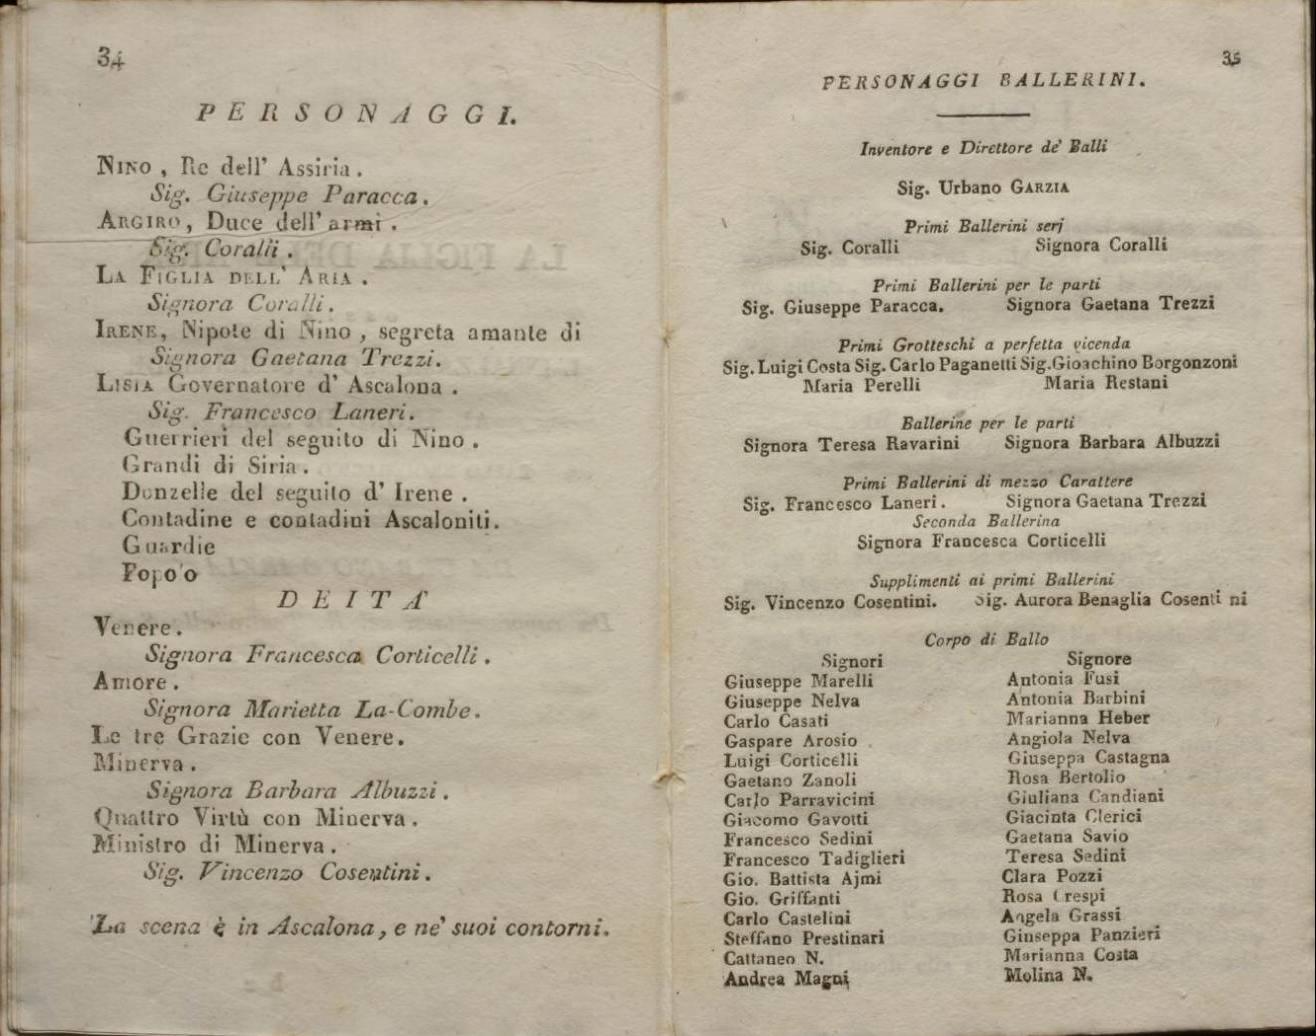 34
PERSONAGGI.
NINO, Re dell' Assiria.
Sig. Giuseppe Paracca.
ARGIRO, Duce dell' armi.
Sig. Coralli.
LA FIGLIA DELL' ARIA.
Signora Coralli.
IRENE, Nipote di Nino, segreta amante di
Signora Gaetana Trezzi.
LISIA Governatore d' Ascalona.
Sig. Francesco Laneri.
Guerrieri del seguito di Nino.
Grandi di Siria.
Donzelle del seguito d' Irene.
Contadine e contadini Ascaloniti.
Guardie
Popolo
DEITA'
Venere.
Signora Francesca Corticelli.
Amore.
Signora Marietta La-Combe.
Le tre Grazie con Venere.
Minerva.
Signora Barbara Albuzzi.
Quattro Virtù con Minerva.
Ministro di Minerva.
Sig. Vincenzo Cosentini.
La scena è in Ascalona, e ne' suoi contorni.
35
PERSONAGGI BALLERINI.
Inventore e Direttore de' Balli
Sig. Urbano GARZIA
Primi Ballerini serj
Sig. Coralli Signora Coralli
Primi Ballerini per le parti
Sig. Giuseppe Paracca. Signora Gaetana Trezzi
Primi Grotteschi a perfetta vicenda
Sig. Luigi Costa Sig. Carlo Paganetti Sig. Gioachino Borgonzoni
Maria Perelli Maria Restani
Ballerine per le parti
Signora Teresa Ravarini Signora Barbara Albuzzi
Primi Ballerini di mezzo Carattere
Sig. Francesco Laneri. Signora Gaetana Trezzi
Seconda Ballerina
Signora Francesca Corticelli
Supplimenti ai primi Ballerini
Sig. Vincenzo Cosentini. Sig. Aurora Benaglia Cosentini
Corpo di Ballo
Signori Signore
Giuseppe Marelli Antonia Fusi
Giuseppe Nelva Antonia Barbini
Carlo Casati Marianna Heber
Gaspare Arosio Angiola Nelva
Luigi Corticelli Giuseppa Castagna
Gaetano Zanoli Rosa Bertolio
Carlo Parravicini Giuliana Candiani
Giacomo Gavotti Giacinta Clerici
Francesco Sedini Gaetana Savio
Francesco Tadiglieri Teresa Sedini
Gio. Battista Ajmi Clara Pozzi
Gio. Griffanti Rosa Crespi
Carlo Castelini Angela Grassi
Steffano Prestinari Giuseppa Panzieri
Cattaneo N. Marianna Costa
Andrea Magni Molina N.